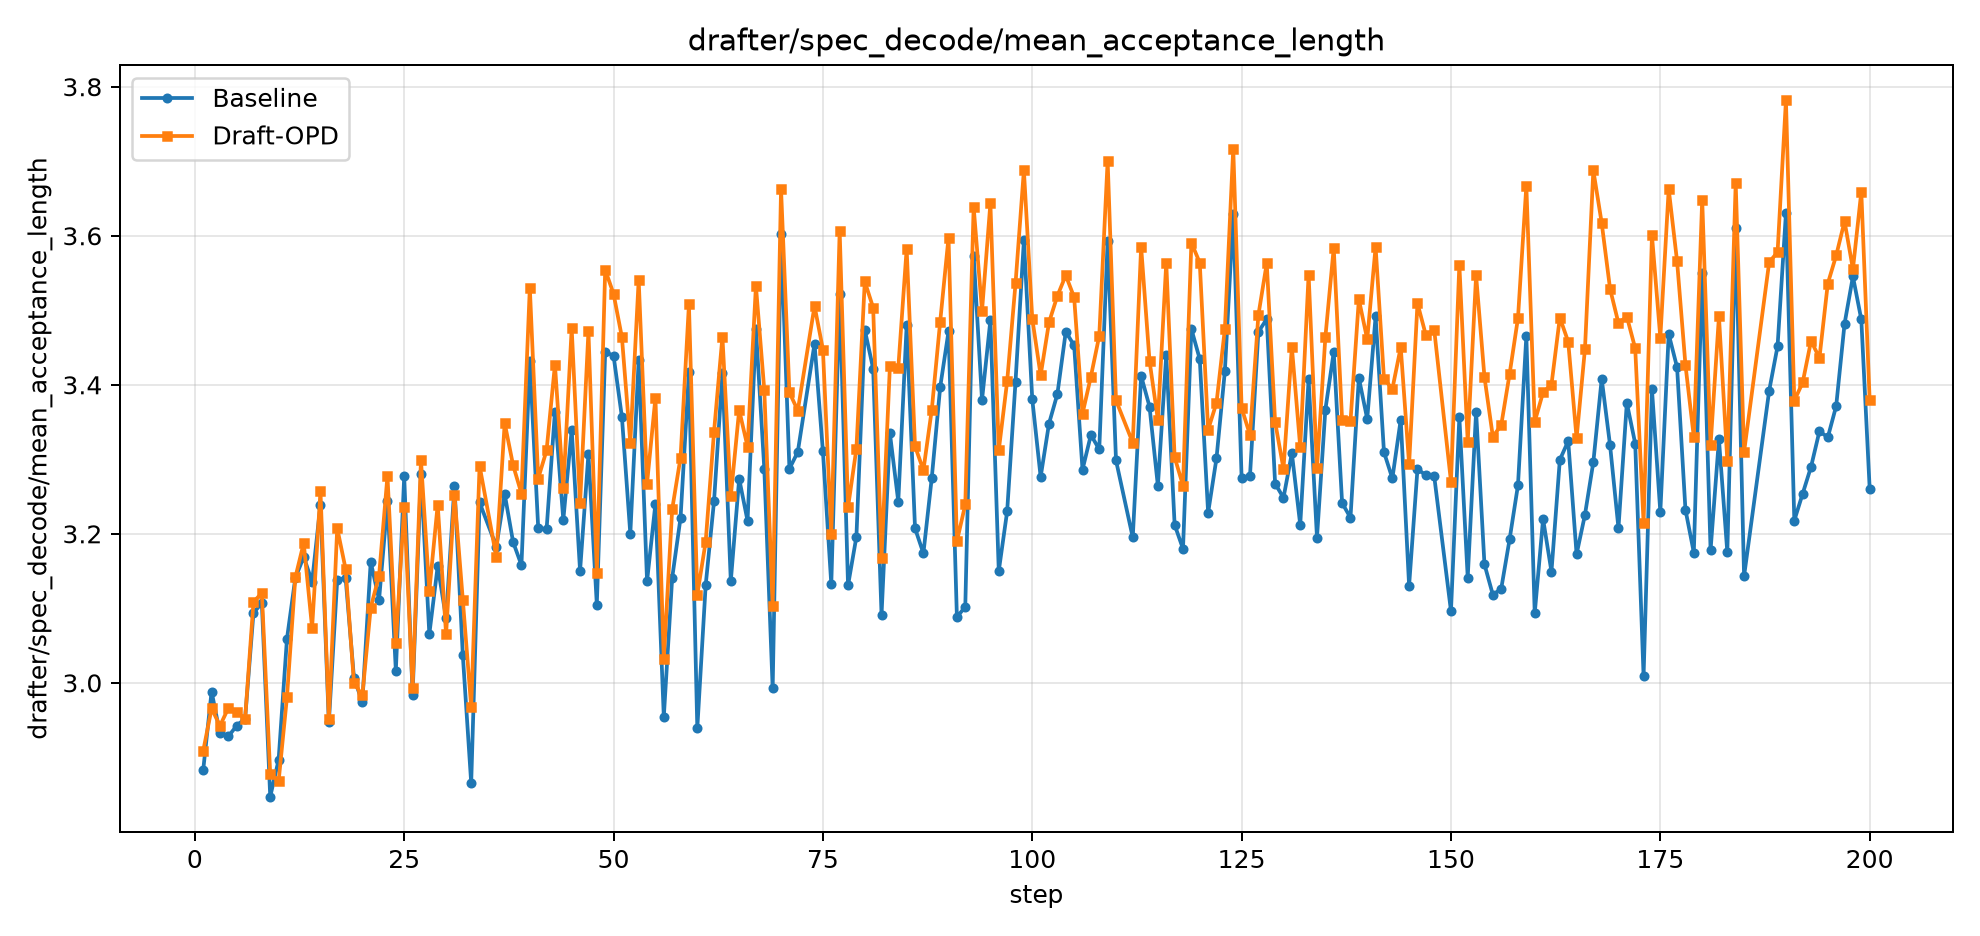 drafter/spec_decode/mean_acceptance_length
Baseline
Draft-OPD
drafter/spec_decode/mean_acceptance_length
3.8
3.6
3.4
3.2
3.0
0 25 50 75 100 125 150 175 200
step